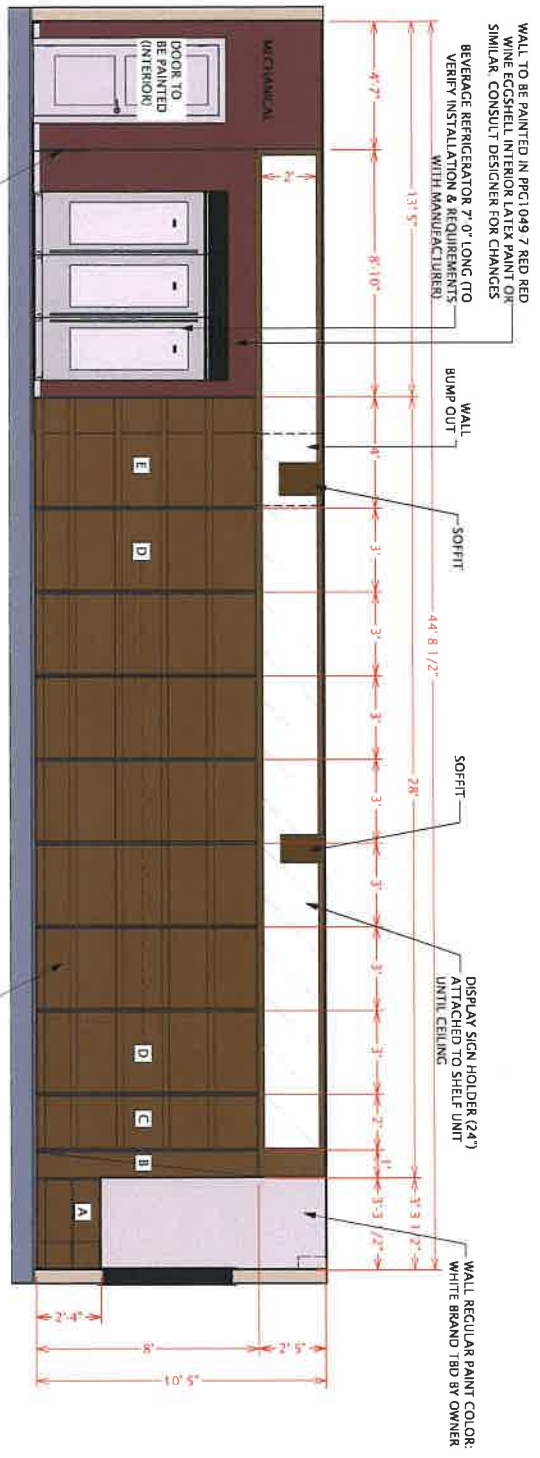 WALL TO BE PAINTED IN PPG1049 7 RED RED
WINE EGGSHELL INTERIOR LATEX PAINT OR
SIMILAR, CONSULT DESIGNER FOR CHANGES
BEVERAGE REFRIGERATOR 7' 0" LONG (TO
VERIFY INSTALLATION & REQUIREMENTS
WITH MANUFACTURER)
WALL
BUMP OUT
SOFFIT
SOFFIT
DISPLAY SIGN HOLDER (24")
ATTACHED TO SHELF UNIT
UNTIL CEILING
WALL REGULAR PAINT COLOR:
WHITE BRAND TBD BY OWNER
44' 8 1/2"
13' 5"
28'
3' 3 1/2"
4' 7"
8' 10"
4'
3'
3'
3'
3'
3'
3'
3'
2'
1'
3' 3 1/2"
2'
MECHANICAL
DOOR TO
BE PAINTED
(INTERIOR)
E
D
D
C
B
A
2'-4"
8'
2' 5"
10' 5"